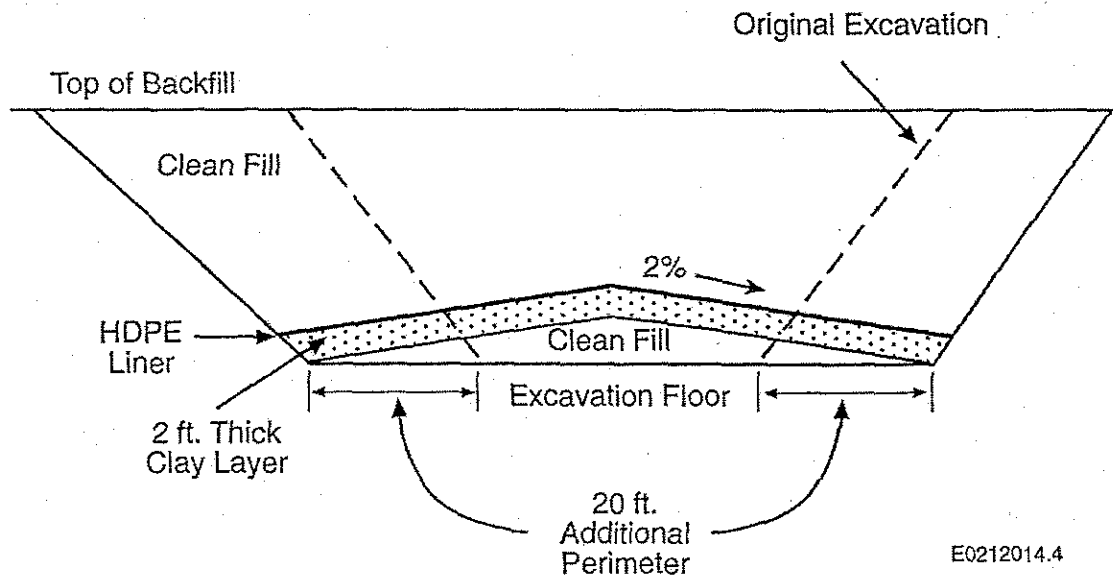 Original Excavation
Top of Backfill
Clean Fill
2%
HDPE
Liner
Clean Fill
Excavation Floor
2 ft. Thick
Clay Layer
20 ft.
Additional
Perimeter
E0212014.4